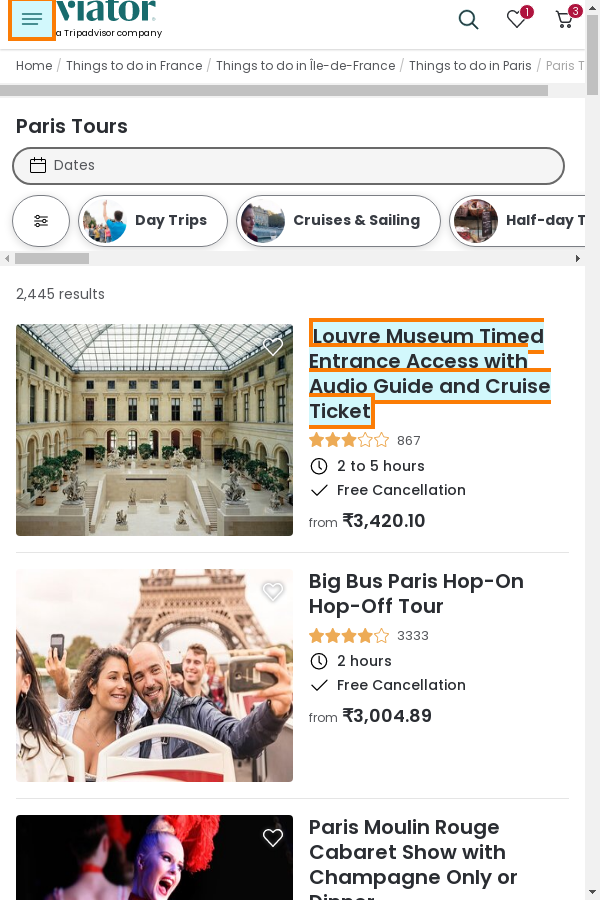 viator
a Tripadvisor company
1
3
Home / Things to do in France / Things to do in Île-de-France / Things to do in Paris / Paris T
Paris Tours
Dates
Day Trips
Cruises & Sailing
Half-day T
2,445 results
Louvre Museum Timed
Entrance Access with
Audio Guide and Cruise
Ticket
867
2 to 5 hours
Free Cancellation
from ₹3,420.10
Big Bus Paris Hop-On
Hop-Off Tour
3333
2 hours
Free Cancellation
from ₹3,004.89
Paris Moulin Rouge
Cabaret Show with
Champagne Only or
Dinner